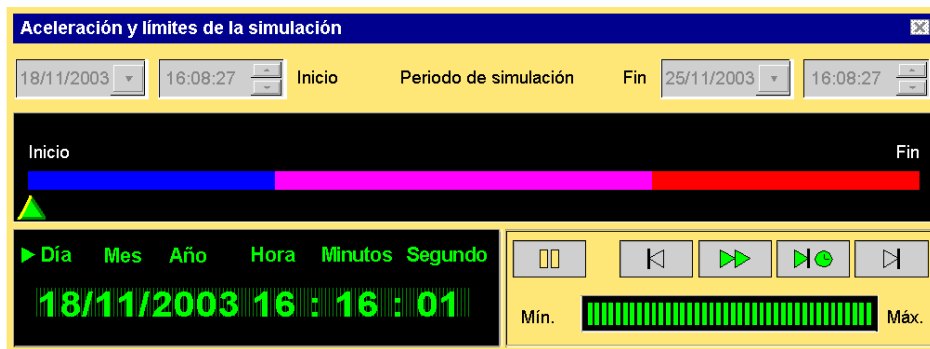 Aceleración y límites de la simulación
18/11/2003 16:08:27 Inicio Periodo de simulación Fin 25/11/2003 16:08:27
Inicio Fin
Día Mes Año Hora Minutos Segundo
18/11/2003 16 : 16 : 01
Mín. Máx.